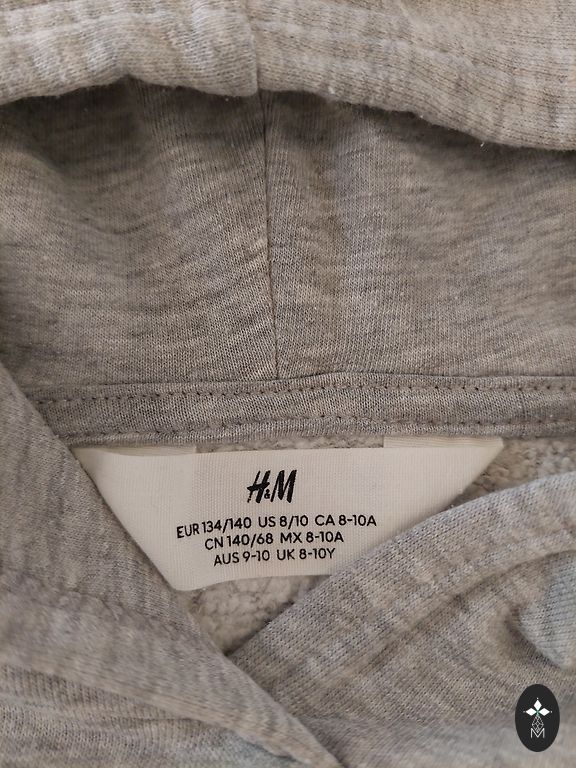 H&M
EUR 134/140 US 8/10 CA 8-10A
CN 140/68 MX 8-10A
AUS 9-10 UK 8-10Y
M